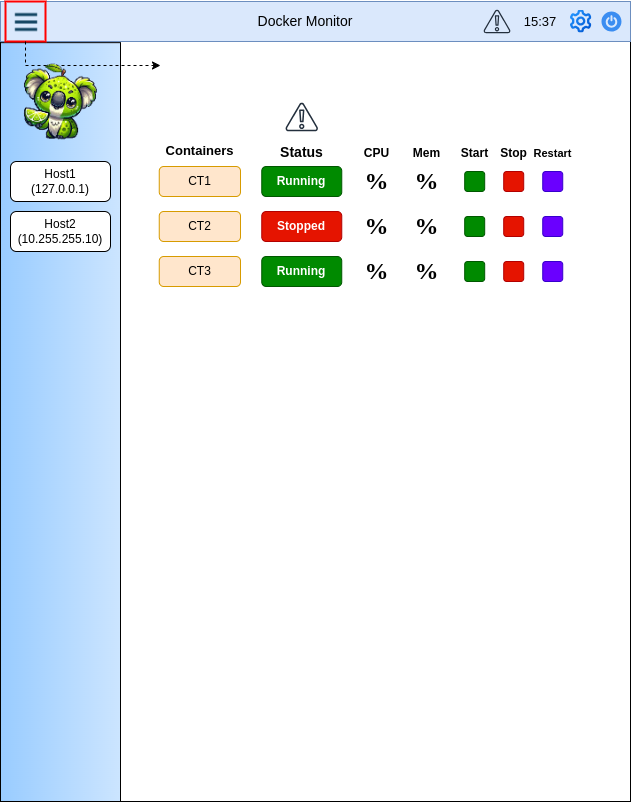 Docker Monitor
15:37
Host1
(127.0.0.1)
Host2
(10.255.255.10)
Containers Status CPU Mem Start Stop Restart
CT1 Running % %
CT2 Stopped % %
CT3 Running % %